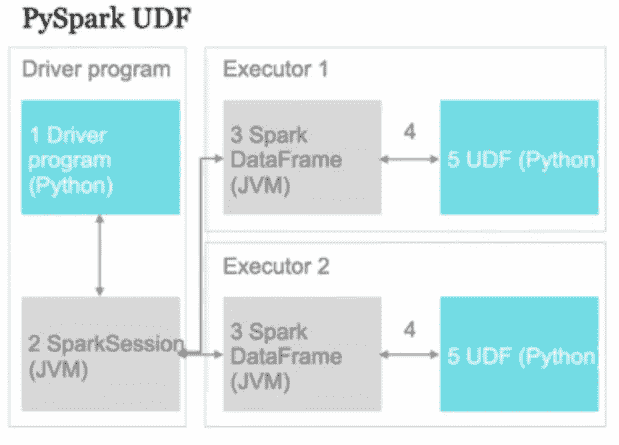 PySpark UDF
Driver program
1 Driver
program
(Python)
2 SparkSession
(JVM)
Executor 1
3 Spark
DataFrame
(JVM)
4
5 UDF (Python
Executor 2
3 Spark
DataFrame
(JVM)
4
5 UDF (Python